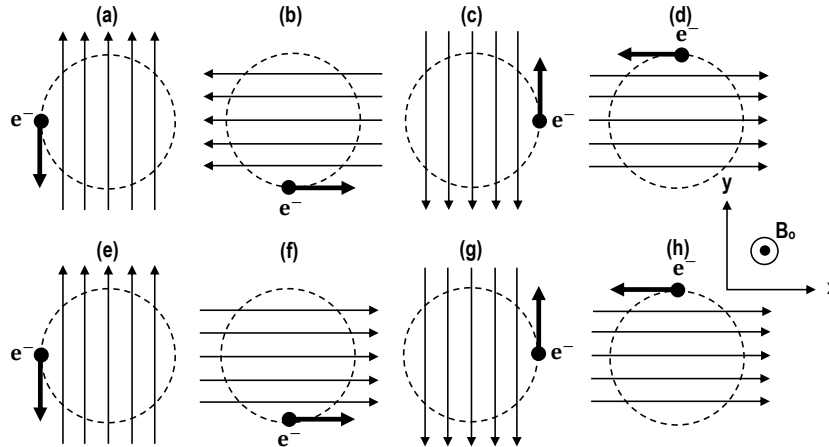 (a) (b) (c) (d)
e⁻
e⁻
e⁻
e⁻
y
B₀
x
(e) (f) (g) (h)
e⁻
e⁻
e⁻
e⁻